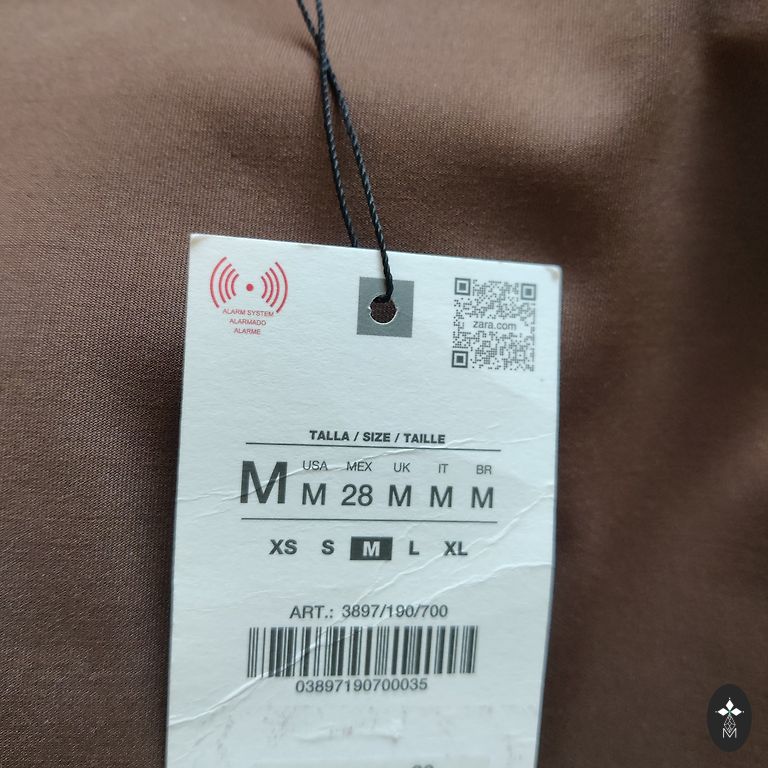 ALARM SYSTEM
ALARMADO
ALARME
zara.com
TALLA / SIZE / TAILLE
USA MEX UK IT BR
M M 28 M M M
XS S M L XL
ART.: 3897/190/700
03897190700035
M